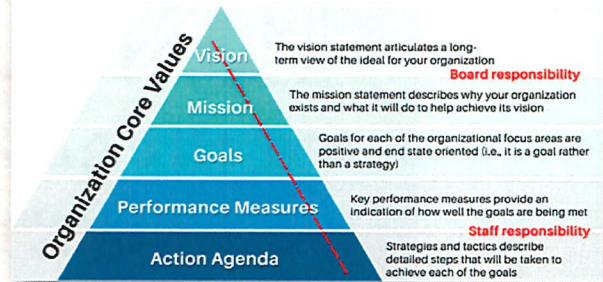 Organization Core Values
Vision
The vision statement articulates a long-
term view of the ideal for your organization
Board responsibility
Mission
The mission statement describes why your organization
exists and what it will do to help achieve its vision
Goals
Goals for each of the organizational focus areas are
positive and end state oriented (i.e., it is a goal rather
than a strategy)
Performance Measures
Key performance measures provide an
indication of how well the goals are being met
Staff responsibility
Action Agenda
Strategies and tactics describe
detailed steps that will be taken to
achieve each of the goals